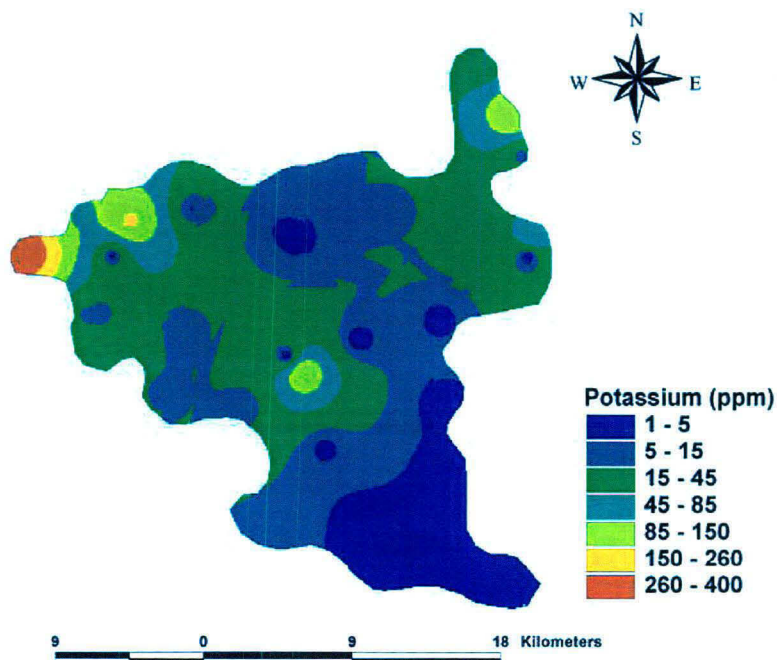 N
W E
S
Potassium (ppm)
1 - 5
5 - 15
15 - 45
45 - 85
85 - 150
150 - 260
260 - 400
9 0 9 18 Kilometers